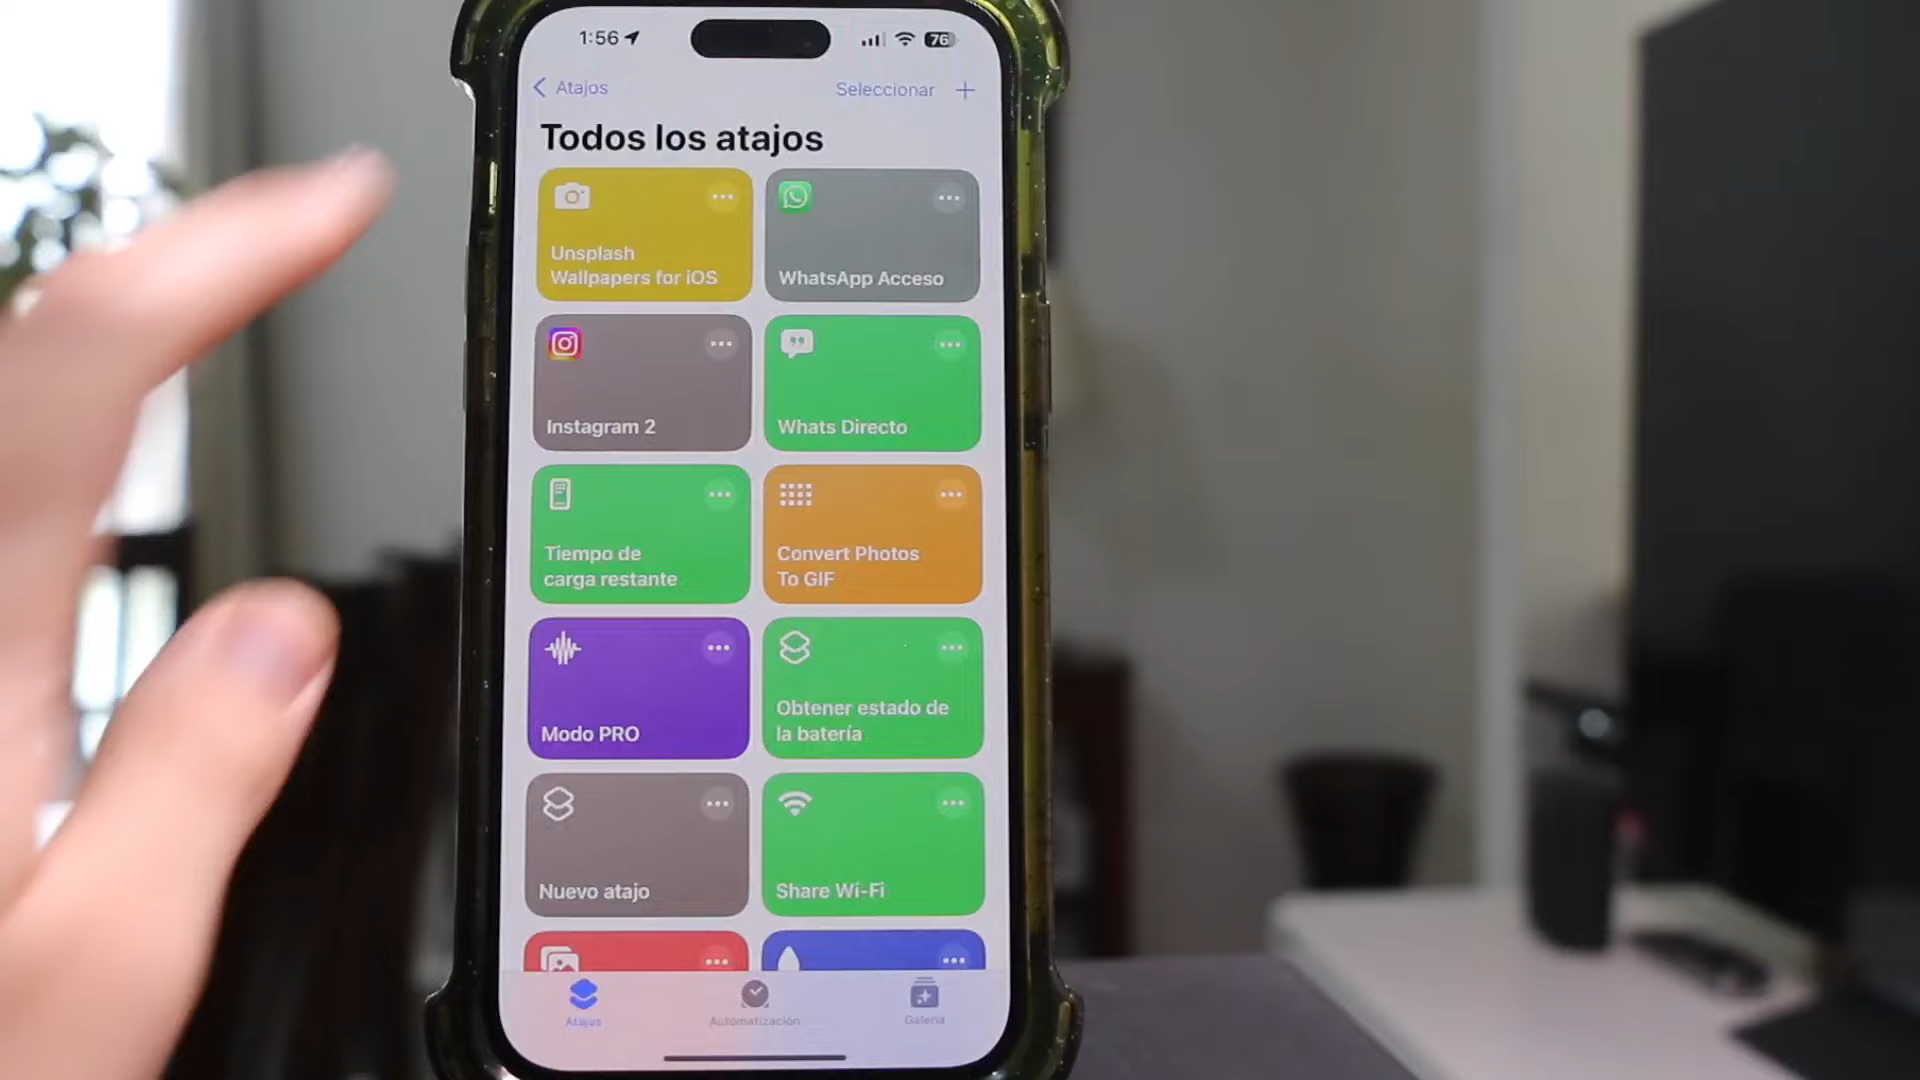 1:56
76
Atajos
Seleccionar +
Todos los atajos
Unsplash
Wallpapers for iOS
WhatsApp Acceso
Instagram 2
Whats Directo
Tiempo de
carga restante
Convert Photos
To GIF
Modo PRO
Obtener estado de
la batería
Nuevo atajo
Share Wi-Fi
Atajos
Automatización
Galería